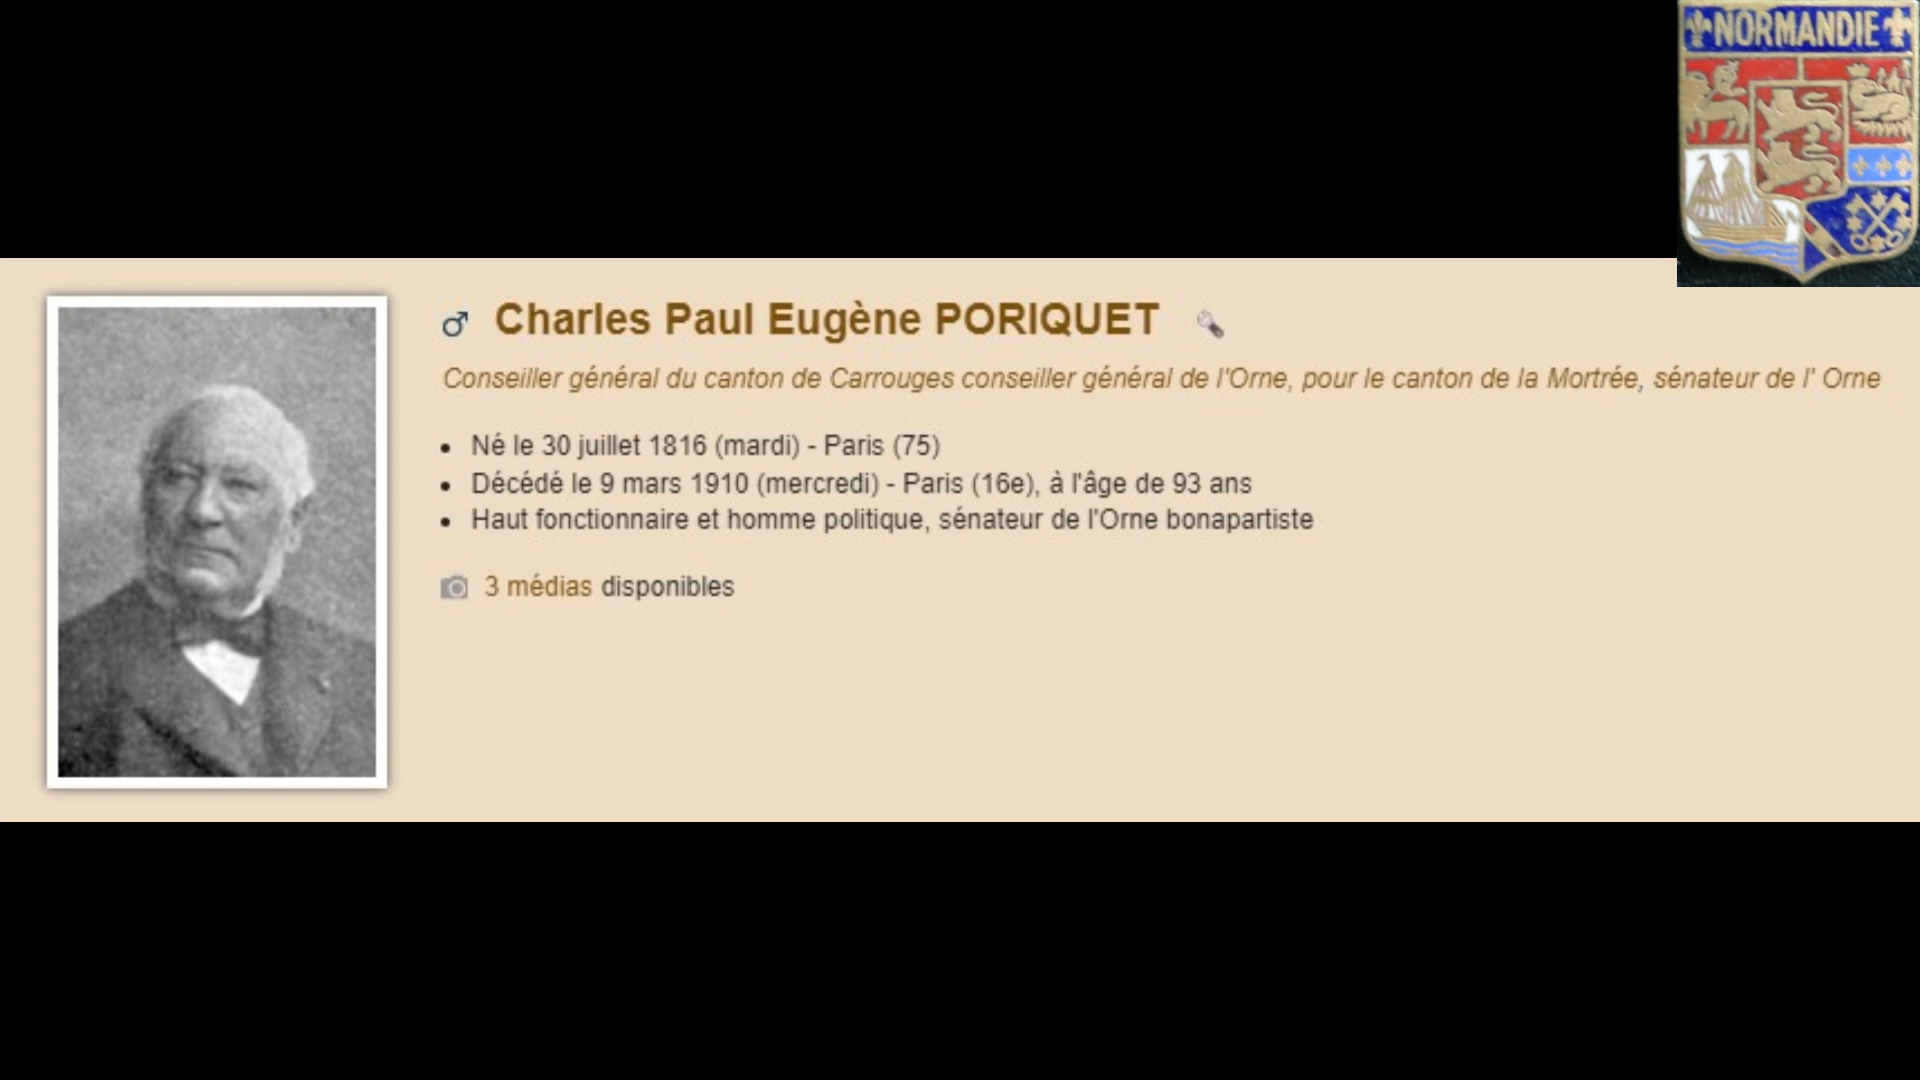 NORMANDIE
Charles Paul Eugène PORIQUET
Conseiller général du canton de Carrouges conseiller général de l'Orne, pour le canton de la Mortrée, sénateur de l' Orne
Né le 30 juillet 1816 (mardi) - Paris (75)
Décédé le 9 mars 1910 (mercredi) - Paris (16e), à l'âge de 93 ans
Haut fonctionnaire et homme politique, sénateur de l'Orne bonapartiste
3 médias disponibles